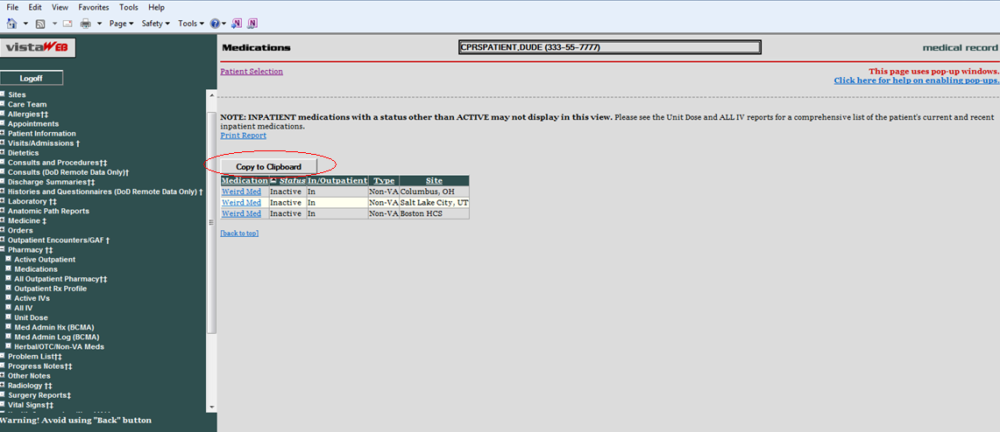 File Edit View Favorites Tools Help
Page Safety Tools
vistaWEB
Logoff
Sites
Care Team
Allergies†‡
Appointments
Patient Information
Visits/Admissions †
Dietetics
Consults and Procedures†‡
Consults (DoD Remote Data Only)†
Discharge Summaries†‡
Histories and Questionnaires (DoD Remote Data Only) †
Laboratory †‡
Anatomic Path Reports
Medicine ‡
Orders
Outpatient Encounters/GAF †
Pharmacy †‡
Active Outpatient
Medications
All Outpatient Pharmacy†‡
Outpatient Rx Profile
Active IVs
All IV
Unit Dose
Med Admin Hx (BCMA)
Med Admin Log (BCMA)
Herbal/OTC/Non-VA Meds
Problem List†‡
Progress Notes†‡
Other Notes
Radiology †‡
Surgery Reports‡
Vital Signs†‡
Warning! Avoid using "Back" button
Medications CPRSPATIENT,DUDE (333-55-7777) medical record
Patient Selection This page uses pop-up windows.
Click here for help on enabling pop-ups.
NOTE: INPATIENT medications with a status other than ACTIVE may not display in this view. Please see the Unit Dose and ALL IV reports for a comprehensive list of the patient's current and recent
inpatient medications.
Print Report
Copy to Clipboard
Medication Status In/Outpatient Type Site
Weird Med Inactive In Non-VA Columbus, OH
Weird Med Inactive In Non-VA Salt Lake City, UT
Weird Med Inactive In Non-VA Boston HCS
[back to top]